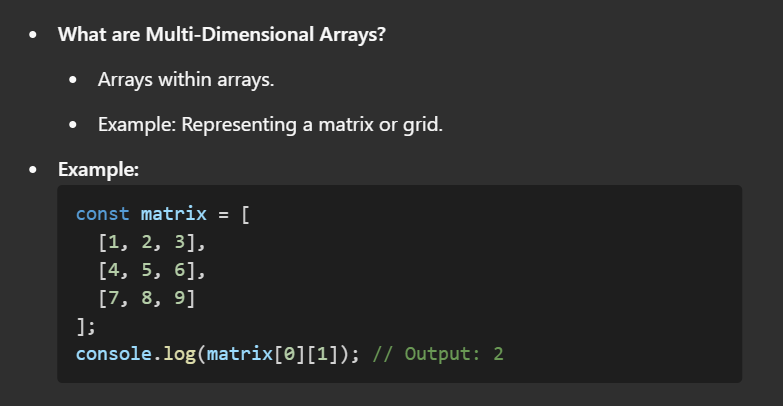 • What are Multi-Dimensional Arrays?
• Arrays within arrays.
• Example: Representing a matrix or grid.
• Example:
const matrix = [
  [1, 2, 3],
  [4, 5, 6],
  [7, 8, 9]
];
console.log(matrix[0][1]); // Output: 2